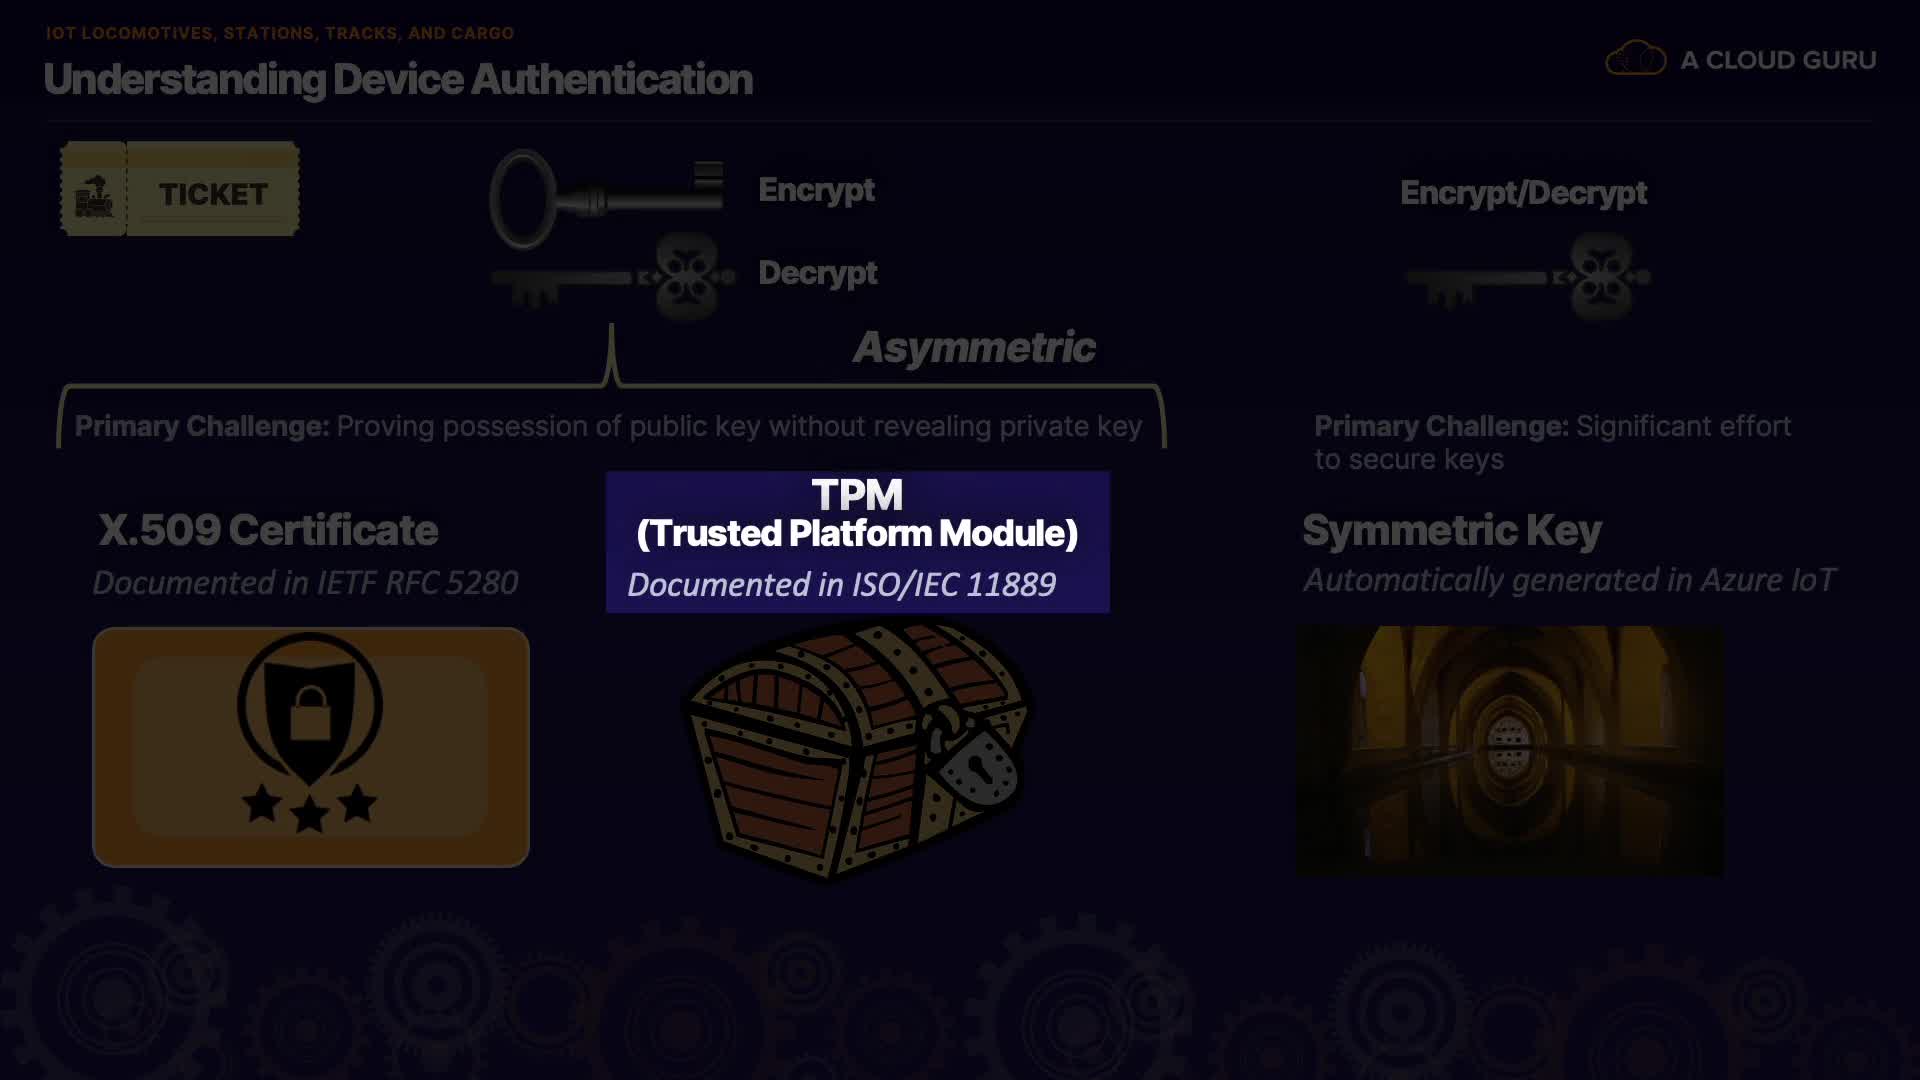 IOT LOCOMOTIVES, STATIONS, TRACKS, AND CARGO
Understanding Device Authentication
A CLOUD GURU
TICKET
Encrypt
Decrypt
Encrypt/Decrypt
Asymmetric
Primary Challenge: Proving possession of public key without revealing private key
Primary Challenge: Significant effort
to secure keys
X.509 Certificate
Documented in IETF RFC 5280
TPM
(Trusted Platform Module)
Documented in ISO/IEC 11889
Symmetric Key
Automatically generated in Azure IoT